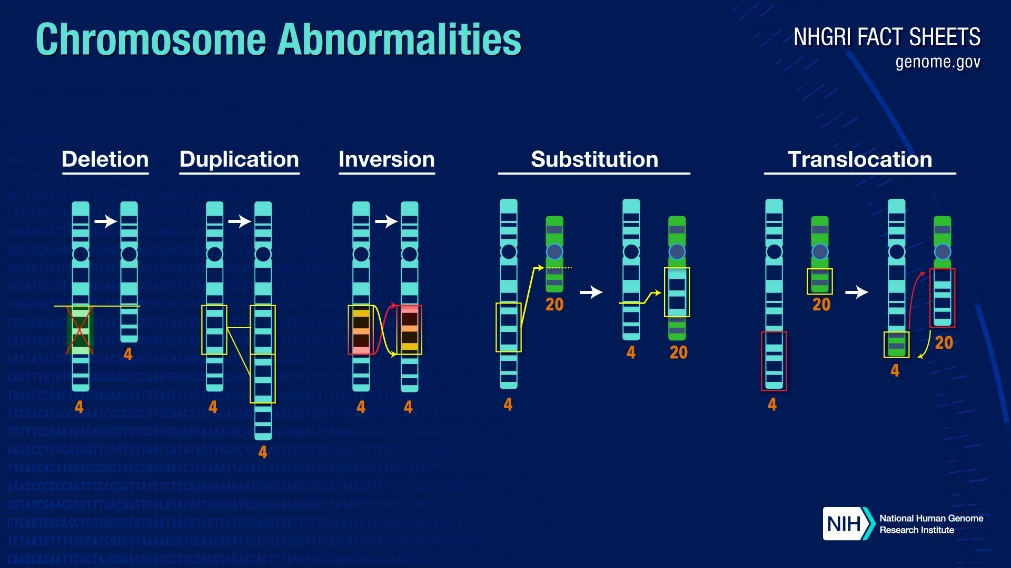 Chromosome Abnormalities
NHGRI FACT SHEETS
genome.gov
Deletion
Duplication
Inversion
Substitution
Translocation
4
4
4
4
4
4
4
20
4
20
4
20
4
20
NIH
National Human Genome
Research Institute